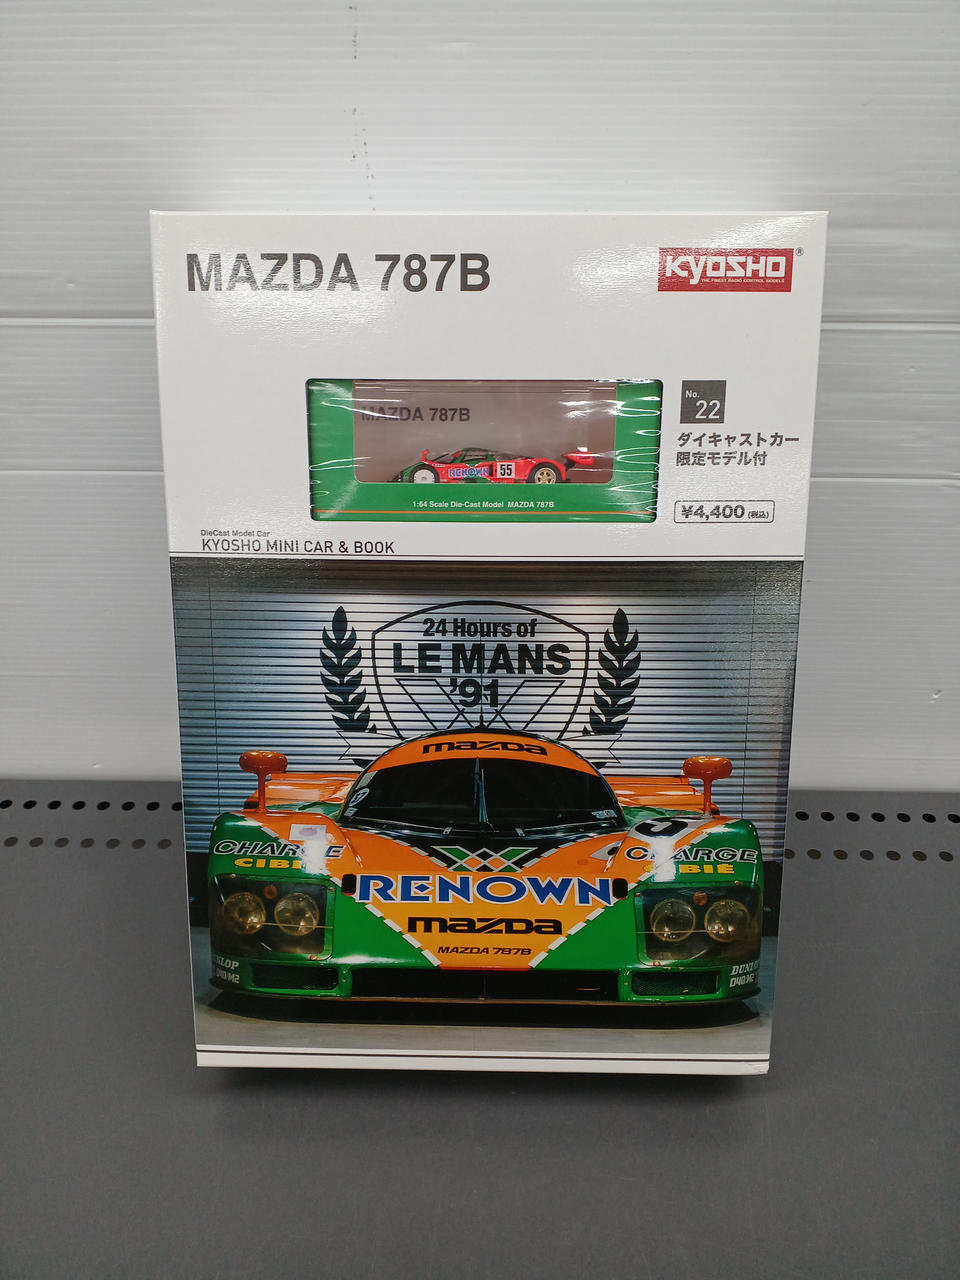 MAZDA 787B
KYOSHO®
THE FINEST RADIO CONTROL MODELS
MAZDA 787B
RENOWN 55
1:64 Scale Die-Cast Model MAZDA 787B
No.
22
ダイキャストカー
限定モデル付
¥4,400(税込)
DieCast Model Car
KYOSHO MINI CAR & BOOK
24 Hours of
LE MANS
'91
mazda
CHARGE
CIBIÉ
CHARGE
RENOWN
mazda
MAZDA 787B
DUNLOP
D40/M2
DUNLOP
D40/M2